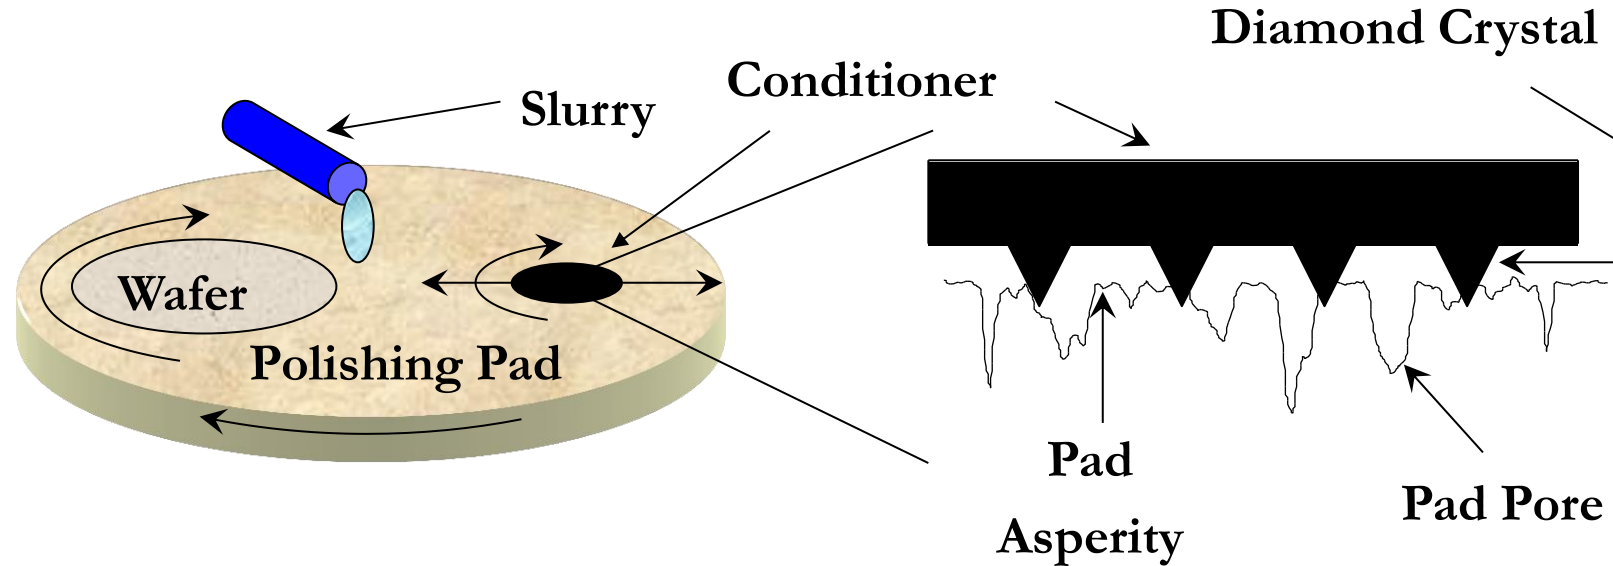 Diamond Crystal
Conditioner
Slurry
Wafer
Polishing Pad
Pad
Asperity
Pad Pore